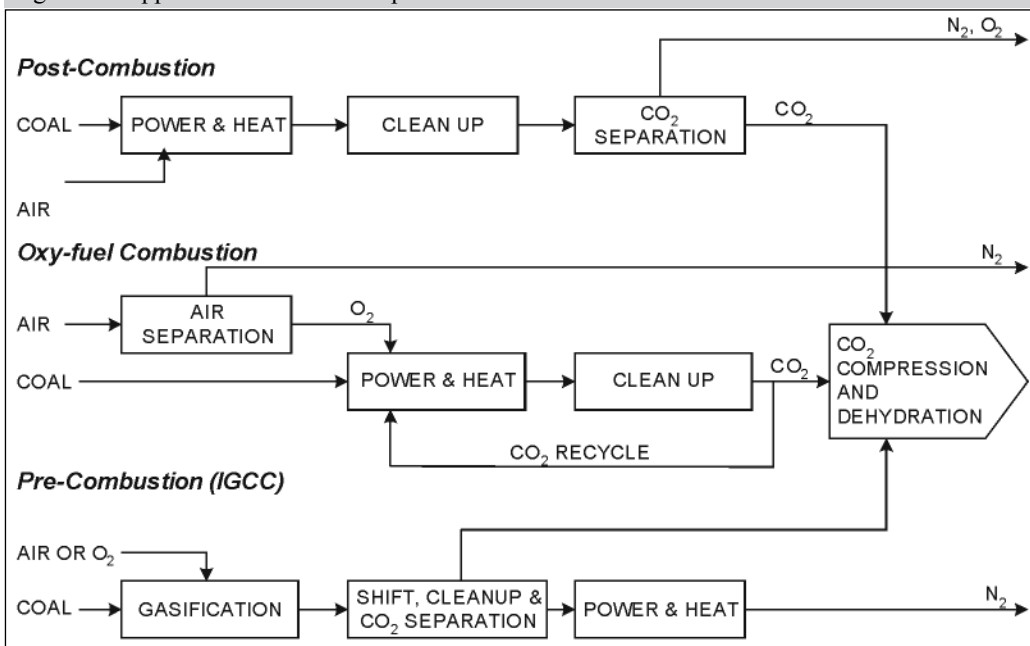 N2, O2
Post-Combustion
COAL
POWER & HEAT
CLEAN UP
CO2
SEPARATION
CO2
AIR
Oxy-fuel Combustion
N2
AIR
AIR
SEPARATION
O2
COAL
POWER & HEAT
CLEAN UP
CO2
CO2
COMPRESSION
AND
DEHYDRATION
CO2 RECYCLE
Pre-Combustion (IGCC)
AIR OR O2
COAL
GASIFICATION
SHIFT, CLEANUP &
CO2 SEPARATION
POWER & HEAT
N2